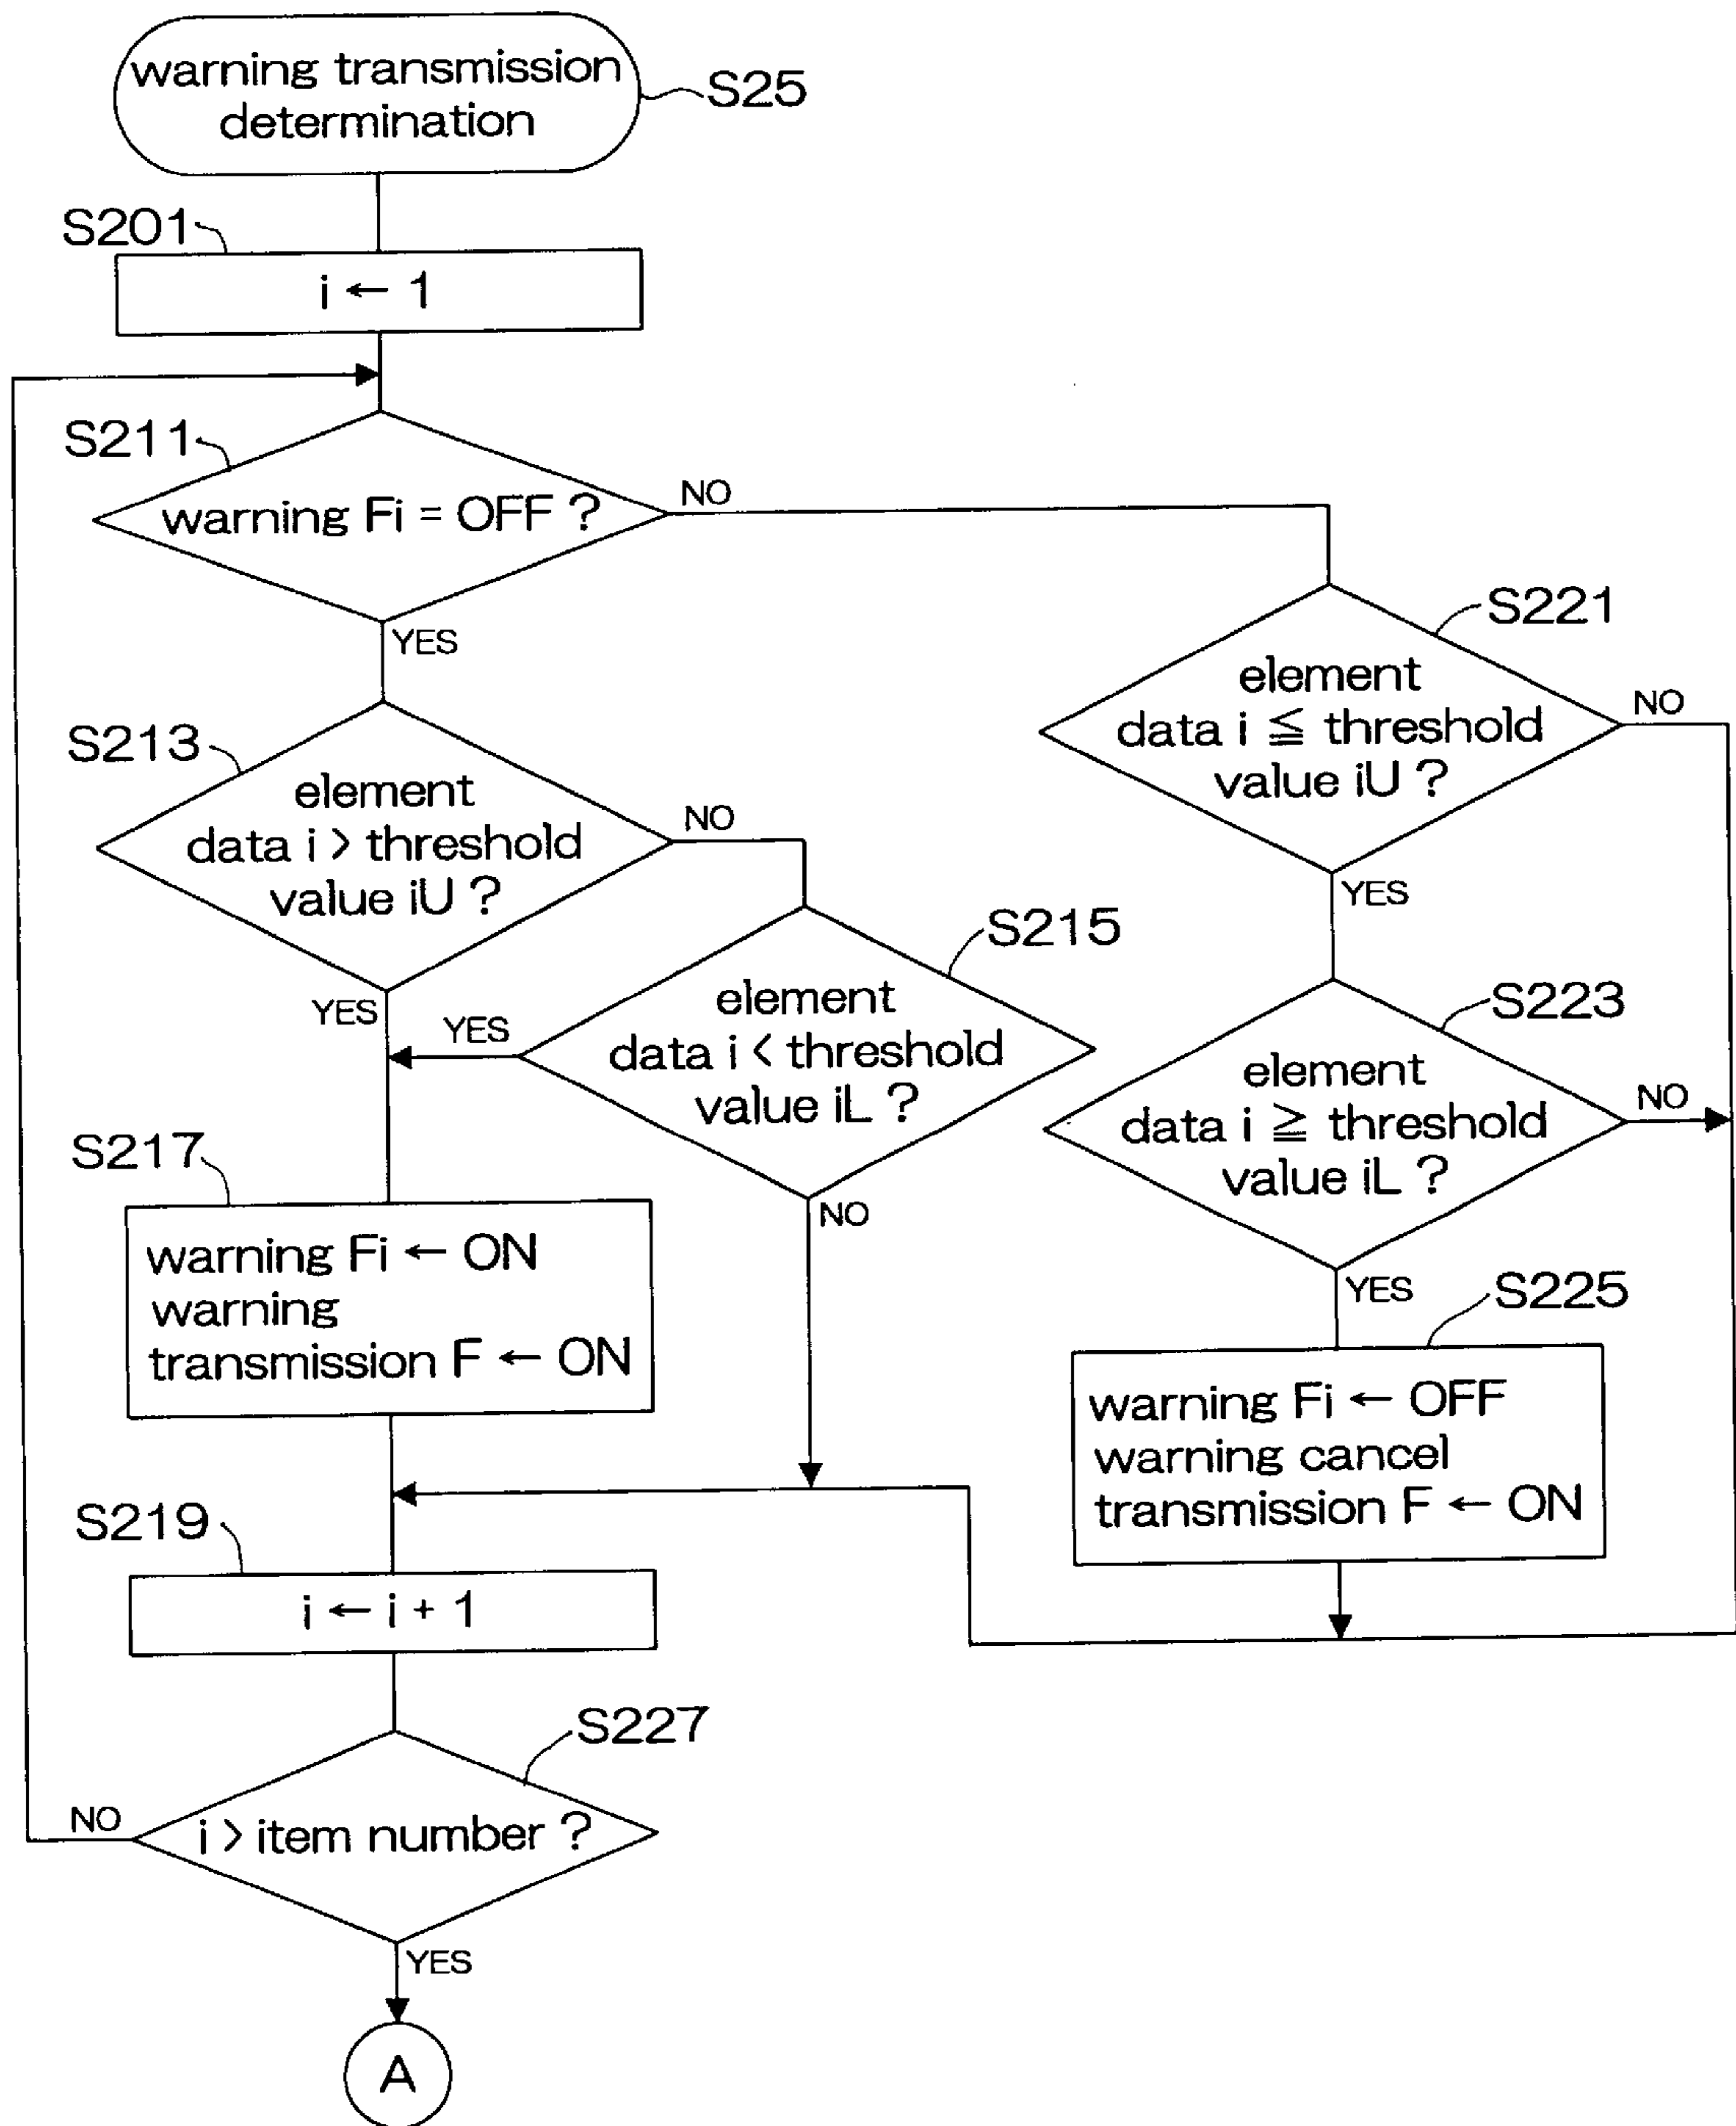 warning transmission
determination
S25
S201
i ← 1
S211
warning Fi = OFF ?
NO
YES
S221
element
data i ≦ threshold
value iU ?
NO
YES
S213
element
data i > threshold
value iU ?
NO
YES
S215
element
data i < threshold
value iL ?
YES
NO
S223
element
data i ≧ threshold
value iL ?
NO
YES
S217
warning Fi ← ON
warning
transmission F ← ON
S225
warning Fi ← OFF
warning cancel
transmission F ← ON
S219
i ← i + 1
S227
i > item number ?
NO
YES
A